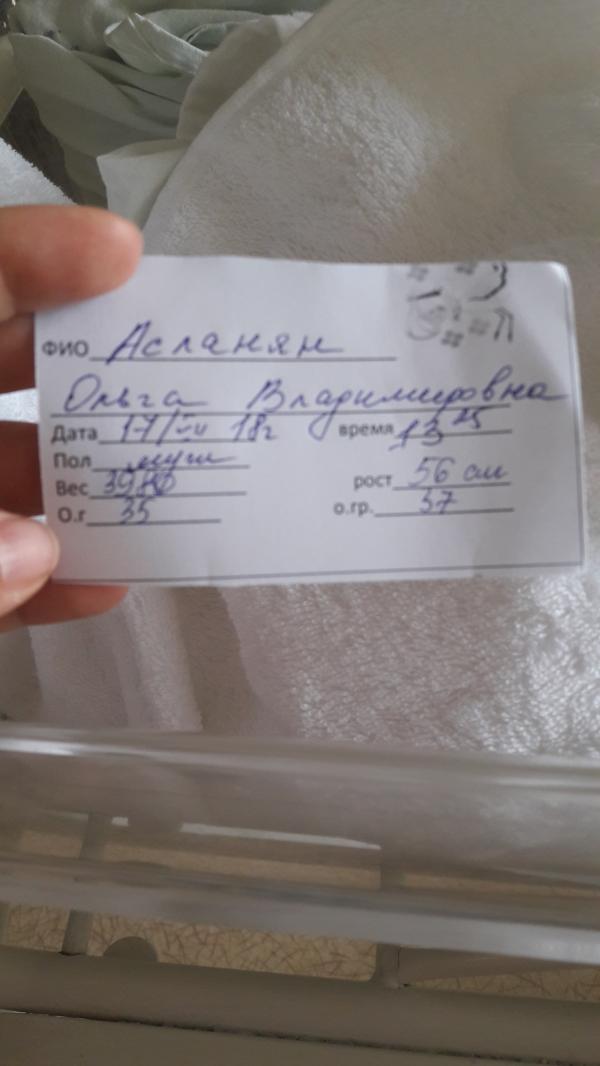 ФИО Асланян
Ольга Владимировна
Дата 17/VII 18г время 13 25
Пол муж
Вес рост 56 см
О.г 35 о.гр. 37